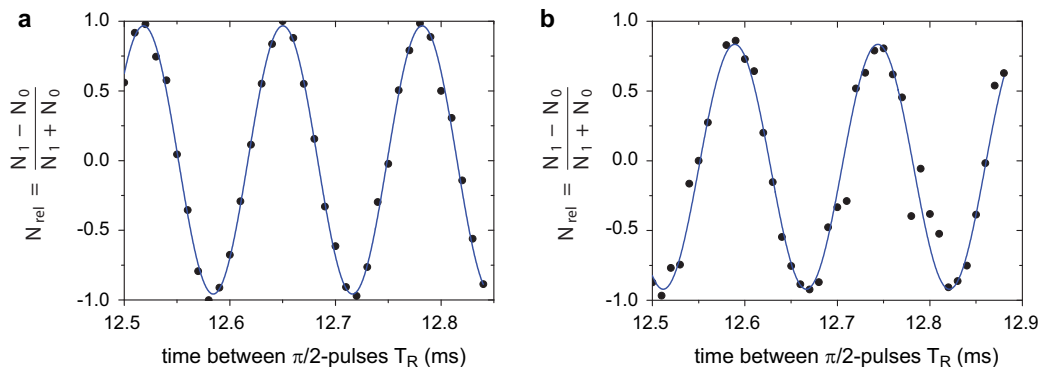 a
1.0
0.5
0.0
-0.5
-1.0
N_rel = (N_1 − N_0) / (N_1 + N_0)
12.5 12.6 12.7 12.8
time between π/2-pulses T_R (ms)
b
1.0
0.5
0.0
-0.5
-1.0
N_rel = (N_1 − N_0) / (N_1 + N_0)
12.5 12.6 12.7 12.8 12.9
time between π/2-pulses T_R (ms)